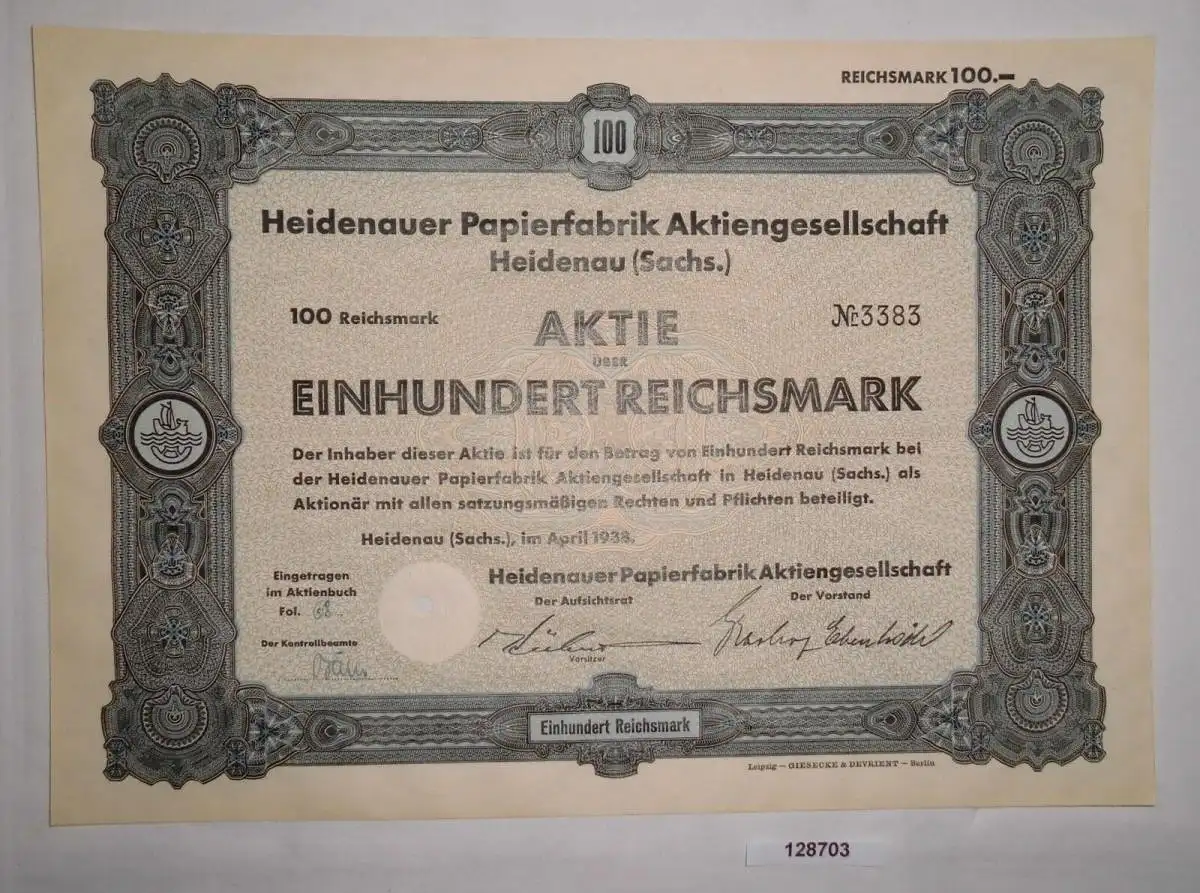 REICHSMARK 100.—
100
Heidenauer Papierfabrik Aktiengesellschaft
Heidenau (Sachs.)
100 Reichsmark
AKTIE
№ 3383
ÜBER
EINHUNDERT REICHSMARK
Der Inhaber dieser Aktie ist für den Betrag von Einhundert Reichsmark bei
der Heidenauer Papierfabrik Aktiengesellschaft in Heidenau (Sachs.) als
Aktionär mit allen satzungsmäßigen Rechten und Pflichten beteiligt.
Heidenau (Sachs.), im April 1938.
Eingetragen
im Aktienbuch
Fol.
Der Kontrollbeamte
Heidenauer Papierfabrik Aktiengesellschaft
Der Aufsichtsrat
Der Vorstand
Vorsitzer
Einhundert Reichsmark
Leipzig — GIESECKE & DEVRIENT — Berlin
128703